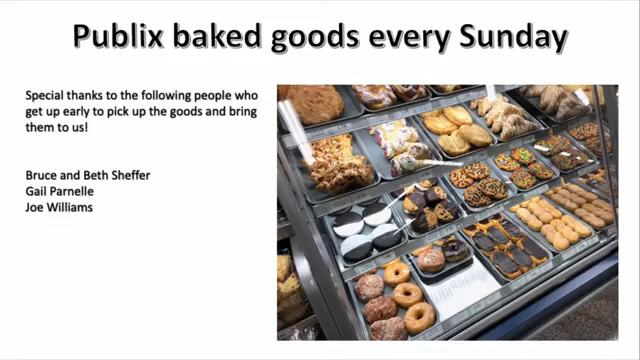 Publix baked goods every Sunday
Special thanks to the following people who
get up early to pick up the goods and bring
them to us!
Bruce and Beth Sheffer
Gail Parnelle
Joe Williams